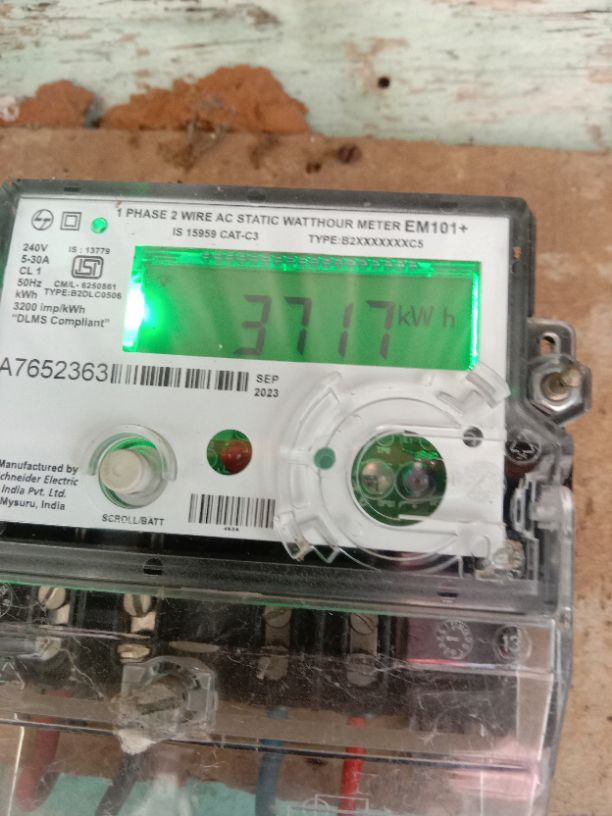 1 PHASE 2 WIRE AC STATIC WATTHOUR METER EM101+
IS 15959 CAT-C3 TYPE:B2XXXXXXXC5
240V
5-30A
CL 1
50Hz
kWh
3200 imp/kWh
"DLMS Compliant"
IS : 13779
ISI
CM/L- 6250861
TYPE:B2DLC0506
3717 kWh
A7652363
SEP
2023
Manufactured by
chneider Electric
India Pvt. Ltd.
Mysuru, India
SCROLL/BATT
13